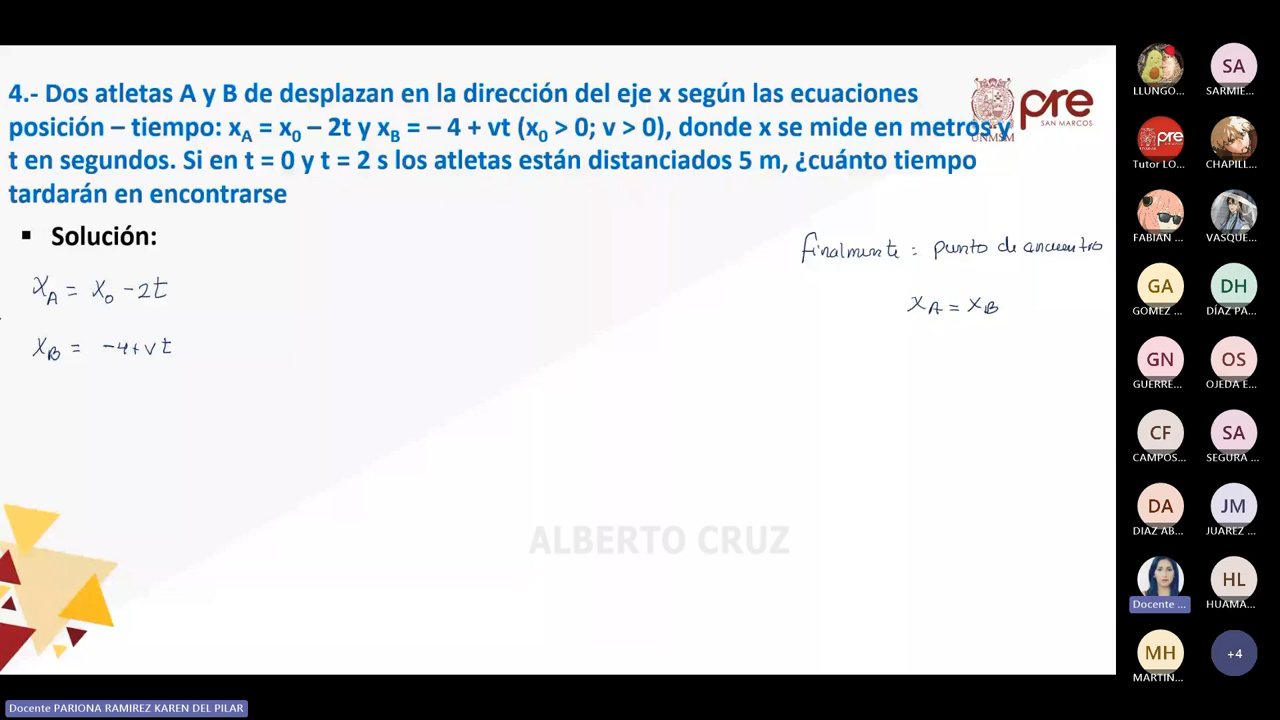 4.- Dos atletas A y B de desplazan en la dirección del eje x según las ecuaciones
posición – tiempo: xA = x0 – 2t y xB = – 4 + vt (x0 > 0; v > 0), donde x se mide en metros y
t en segundos. Si en t = 0 y t = 2 s los atletas están distanciados 5 m, ¿cuánto tiempo
tardarán en encontrarse
UNMSM
pre
SAN MARCOS
▪ Solución:
xA = x0 - 2t
xB = -4+vt
finalmente = punto de encuentro
xA = xB
ALBERTO CRUZ
LLUNGO...
SA
SARMIE...
pre
Tutor LO...
CHAPILL...
FABIAN ...
VASQUE...
GA
GOMEZ ...
DH
DÍAZ PA...
GN
GUERRE...
OS
OJEDA E...
CF
CAMPOS...
SA
SEGURA ...
DA
DIAZ AB...
JM
JUAREZ ...
Docente ...
HL
HUAMA...
MH
MARTIN...
+4
Docente PARIONA RAMIREZ KAREN DEL PILAR